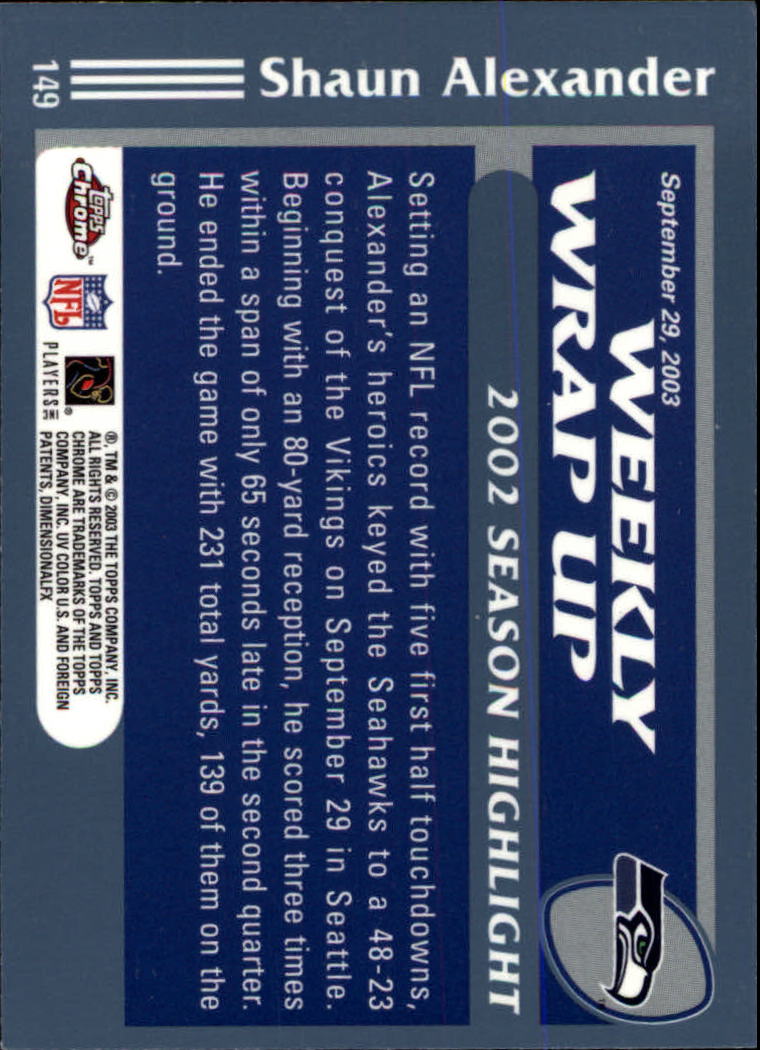 Shaun Alexander
149
September 29, 2003
WEEKLY
WRAP UP
2002 SEASON HIGHLIGHT
Setting an NFL record with five first half touchdowns,
Alexander's heroics keyed the Seahawks to a 48-23
conquest of the Vikings on September 29 in Seattle.
Beginning with an 80-yard reception, he scored three times
within a span of only 65 seconds late in the second quarter.
He ended the game with 231 total yards, 139 of them on the
ground.
topps
Chrome™
NFL
PLAYERS INC
®, TM & © 2003 THE TOPPS COMPANY, INC.
ALL RIGHTS RESERVED. TOPPS AND TOPPS
CHROME ARE TRADEMARKS OF THE TOPPS
COMPANY, INC. UV COLOR U.S. AND FOREIGN
PATENTS, DIMENSIONALFX